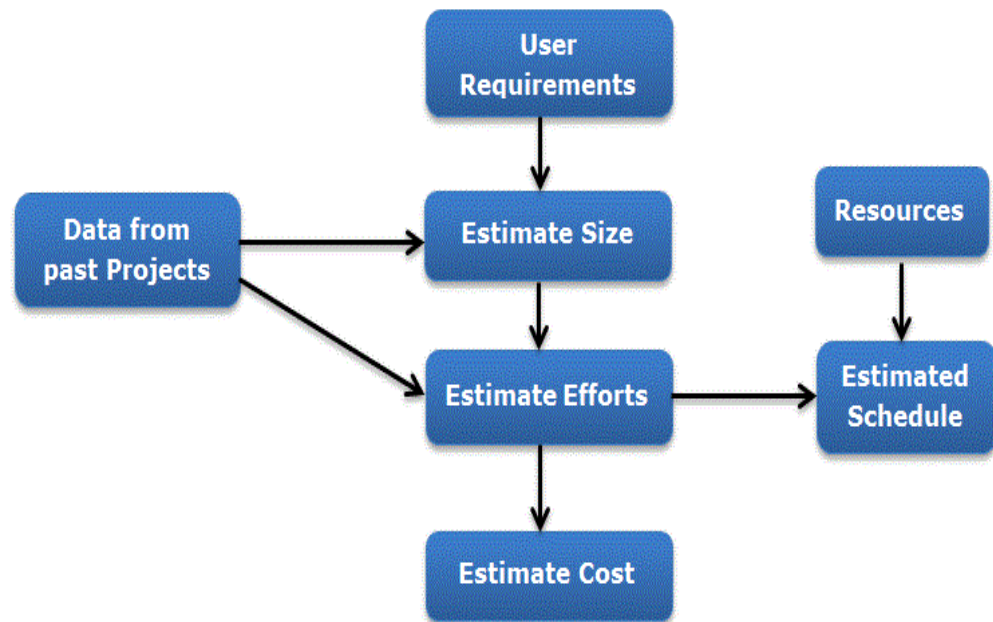 User
Requirements
Data from
past Projects
Estimate Size
Resources
Estimate Efforts
Estimated
Schedule
Estimate Cost